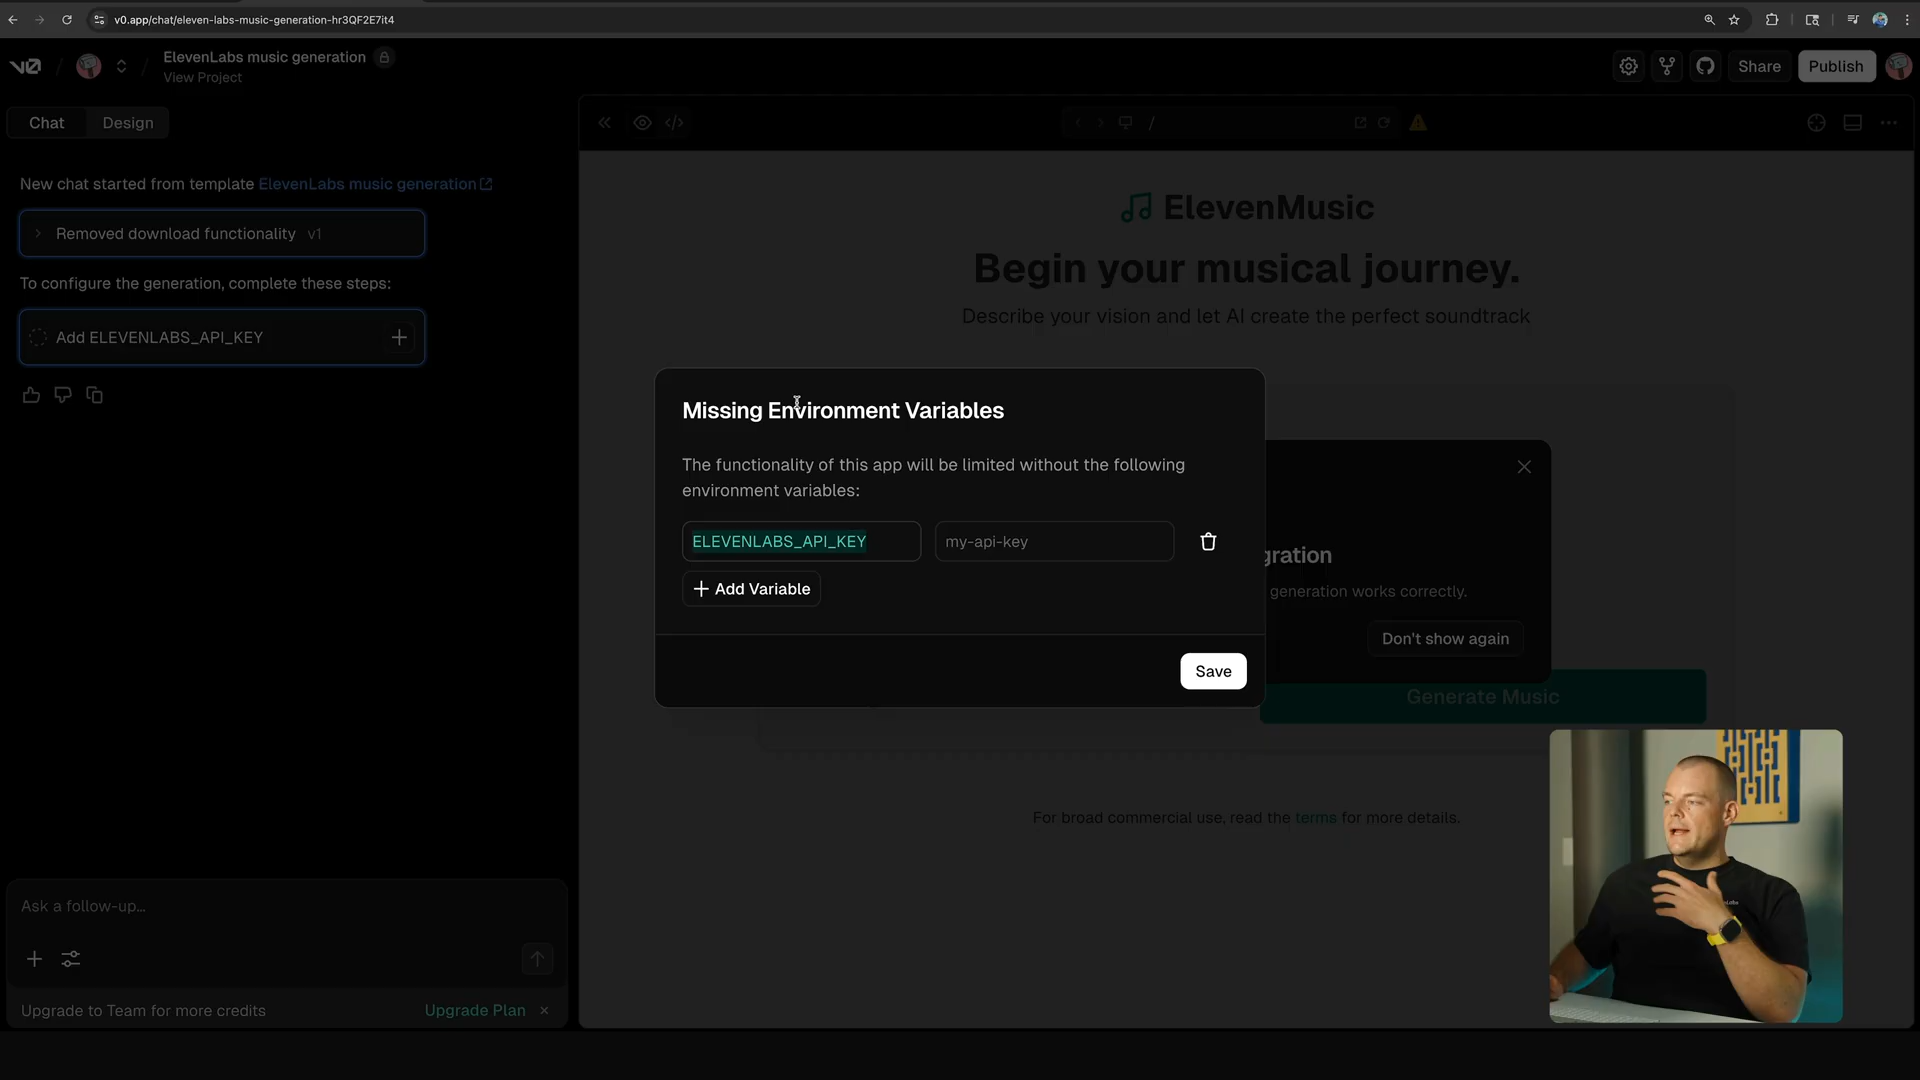 v0.app/chat/eleven-labs-music-generation-hr3QF2E7it4
v0
ElevenLabs music generation
View Project
Share
Publish
Chat
Design
/
New chat started from template ElevenLabs music generation
Removed download functionality v1
To configure the generation, complete these steps:
Add ELEVENLABS_API_KEY
ElevenMusic
Begin your musical journey.
Describe your vision and let AI create the perfect soundtrack
Missing Environment Variables
The functionality of this app will be limited without the following
environment variables:
ELEVENLABS_API_KEY
my-api-key
Add Variable
Save
gration
generation works correctly.
Don't show again
Generate Music
For broad commercial use, read the terms for more details.
Ask a follow-up...
Upgrade to Team for more credits
Upgrade Plan